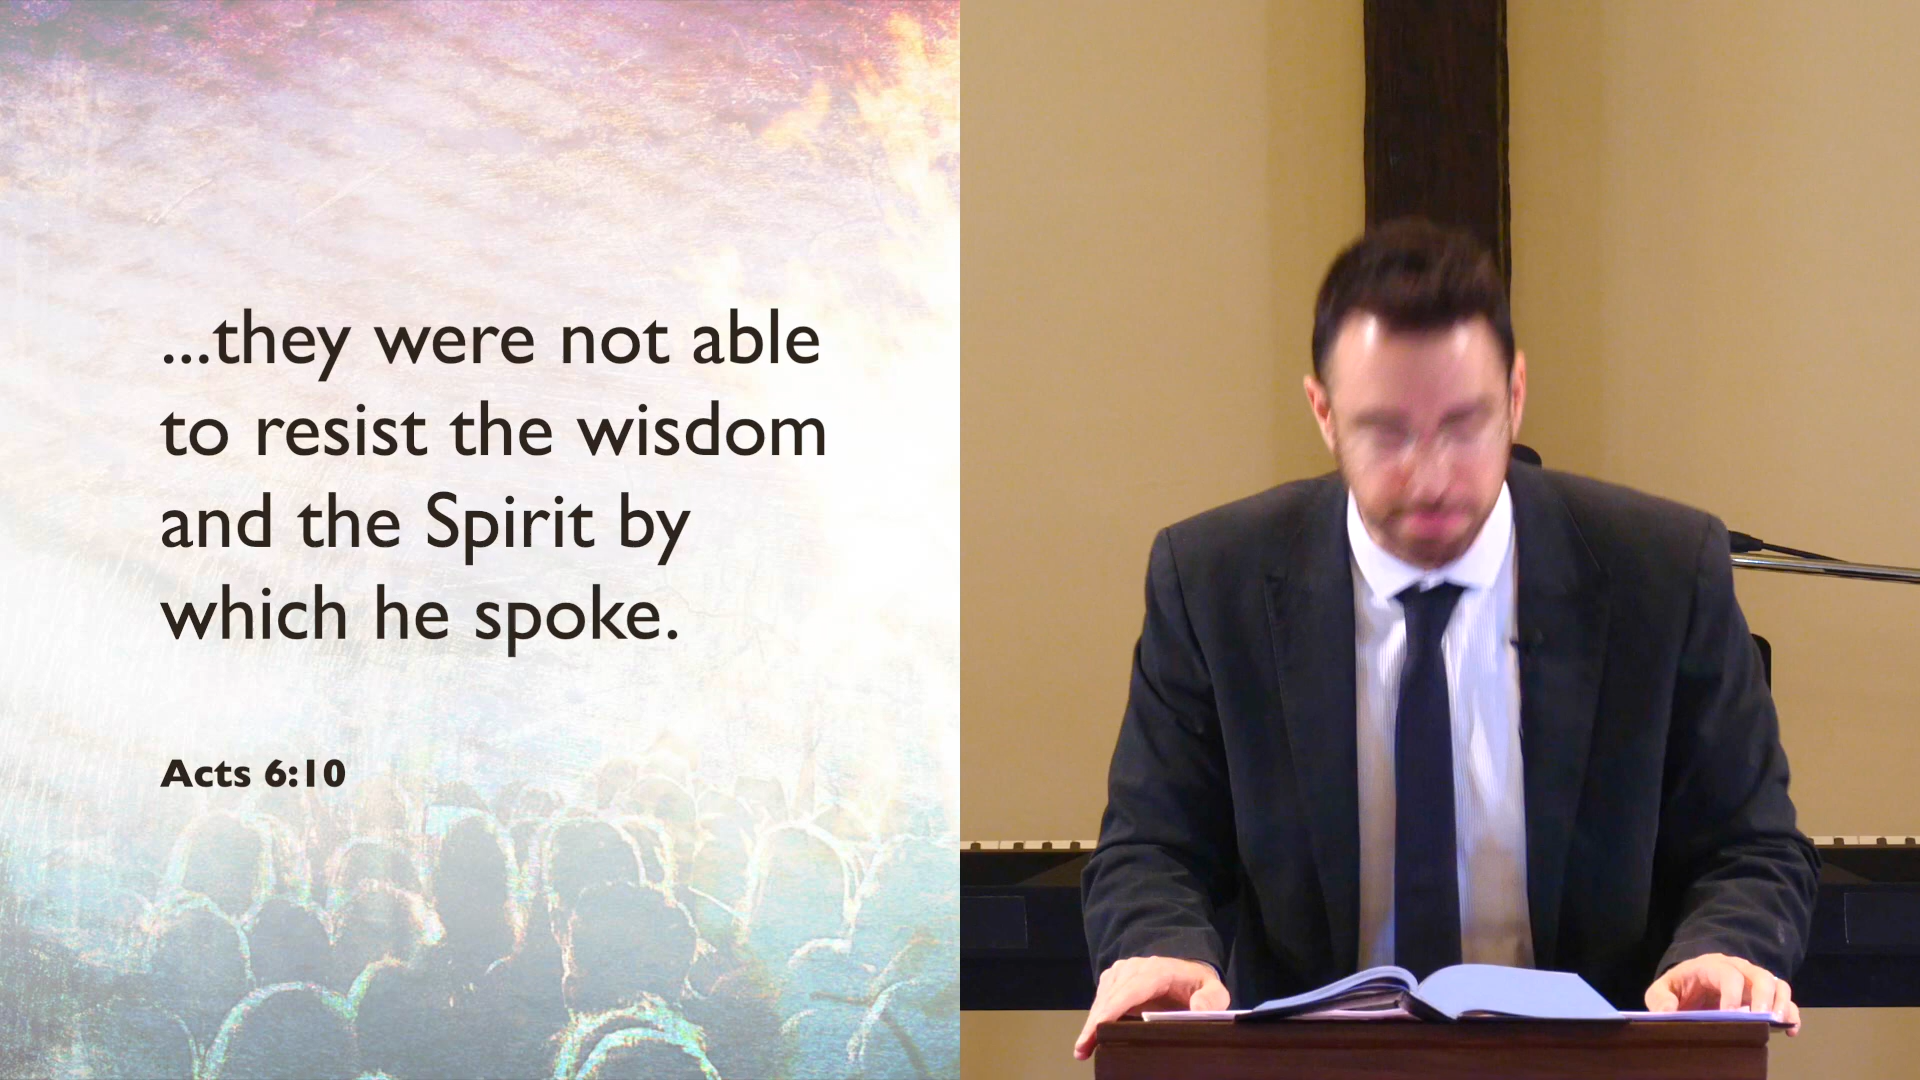 ...they were not able
to resist the wisdom
and the Spirit by
which he spoke.
Acts 6:10